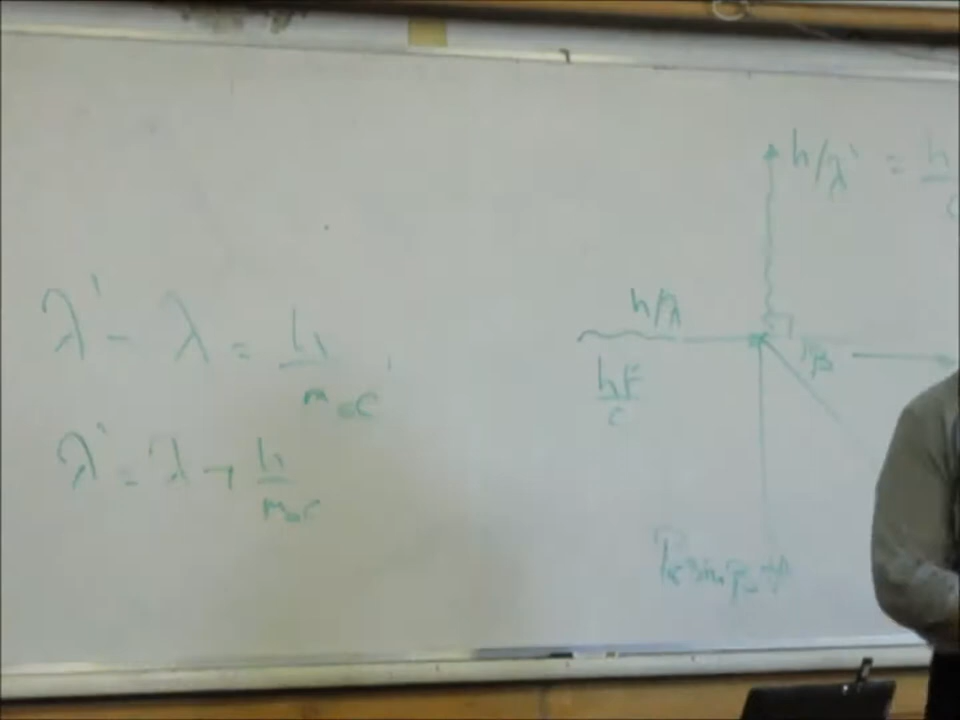 λ' - λ = h / m₀c
λ' = λ + h / m₀c
h/λ' = h
h/λ
hF / c